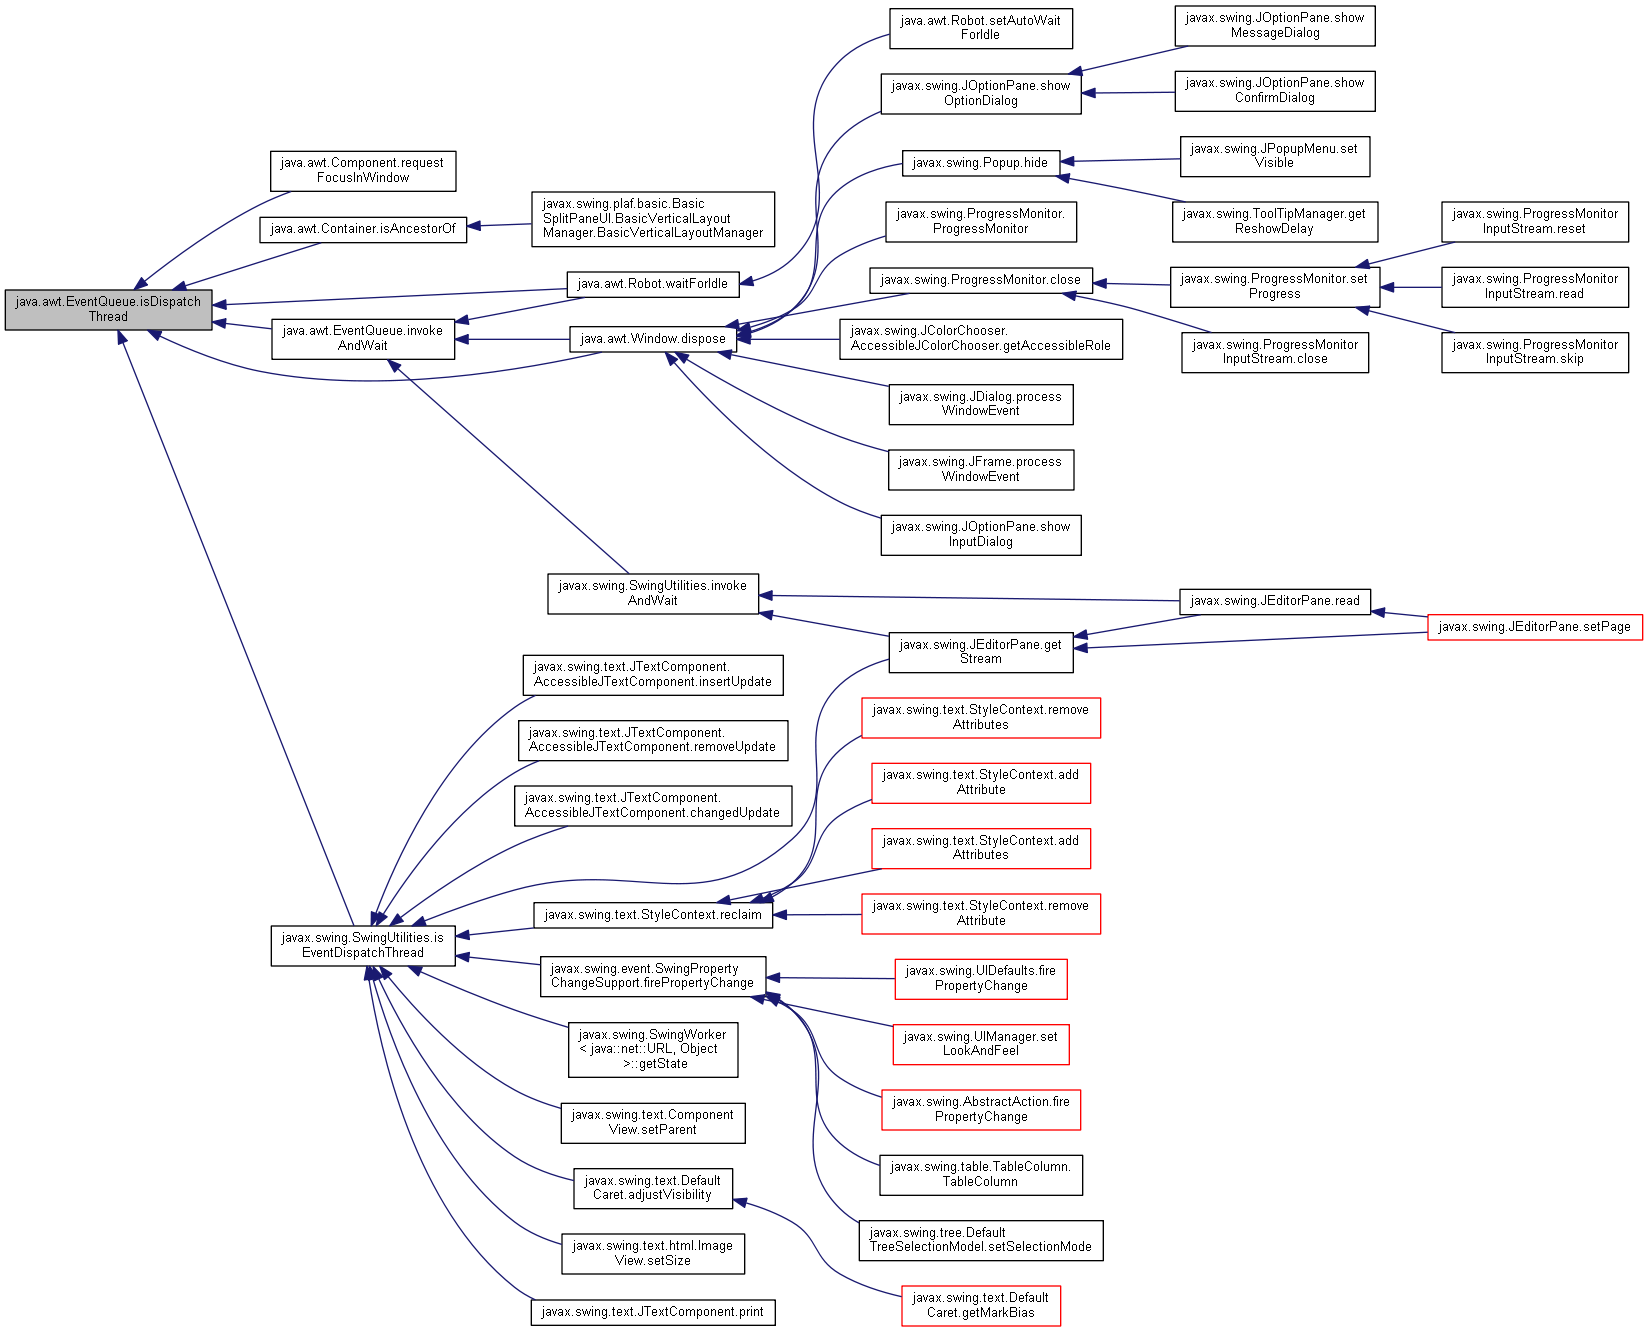 java.awt.EventQueue.isDispatch
Thread
java.awt.Component.request
FocusInWindow
java.awt.Container.isAncestorOf
javax.swing.plaf.basic.Basic
SplitPaneUI.BasicVerticalLayout
Manager.BasicVerticalLayoutManager
java.awt.Robot.waitForIdle
java.awt.EventQueue.invoke
AndWait
java.awt.Window.dispose
java.awt.Robot.setAutoWait
ForIdle
javax.swing.JOptionPane.show
OptionDialog
javax.swing.JOptionPane.show
MessageDialog
javax.swing.JOptionPane.show
ConfirmDialog
javax.swing.Popup.hide
javax.swing.JPopupMenu.set
Visible
javax.swing.ToolTipManager.get
ReshowDelay
javax.swing.ProgressMonitor.
ProgressMonitor
javax.swing.ProgressMonitor.close
javax.swing.ProgressMonitor.set
Progress
javax.swing.ProgressMonitor
InputStream.reset
javax.swing.ProgressMonitor
InputStream.read
javax.swing.ProgressMonitor
InputStream.skip
javax.swing.ProgressMonitor
InputStream.close
javax.swing.JColorChooser.
AccessibleJColorChooser.getAccessibleRole
javax.swing.JDialog.process
WindowEvent
javax.swing.JFrame.process
WindowEvent
javax.swing.JOptionPane.show
InputDialog
javax.swing.SwingUtilities.invoke
AndWait
javax.swing.JEditorPane.read
javax.swing.JEditorPane.setPage
javax.swing.JEditorPane.get
Stream
javax.swing.SwingUtilities.is
EventDispatchThread
javax.swing.text.JTextComponent.
AccessibleJTextComponent.insertUpdate
javax.swing.text.JTextComponent.
AccessibleJTextComponent.removeUpdate
javax.swing.text.JTextComponent.
AccessibleJTextComponent.changedUpdate
javax.swing.text.StyleContext.reclaim
javax.swing.text.StyleContext.remove
Attributes
javax.swing.text.StyleContext.add
Attribute
javax.swing.text.StyleContext.add
Attributes
javax.swing.text.StyleContext.remove
Attribute
javax.swing.event.SwingProperty
ChangeSupport.firePropertyChange
javax.swing.UIDefaults.fire
PropertyChange
javax.swing.UIManager.set
LookAndFeel
javax.swing.AbstractAction.fire
PropertyChange
javax.swing.table.TableColumn.
TableColumn
javax.swing.tree.Default
TreeSelectionModel.setSelectionMode
javax.swing.SwingWorker
< java::net::URL, Object
>::getState
javax.swing.text.Component
View.setParent
javax.swing.text.Default
Caret.adjustVisibility
javax.swing.text.Default
Caret.getMarkBias
javax.swing.text.html.Image
View.setSize
javax.swing.text.JTextComponent.print